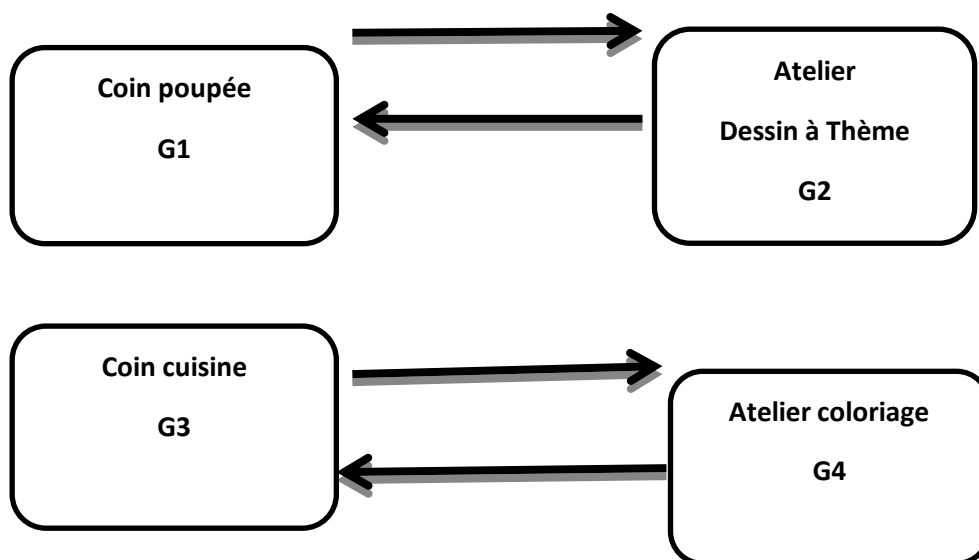 Coin poupée
G1
Atelier
Dessin à Thème
G2
Coin cuisine
G3
Atelier coloriage
G4